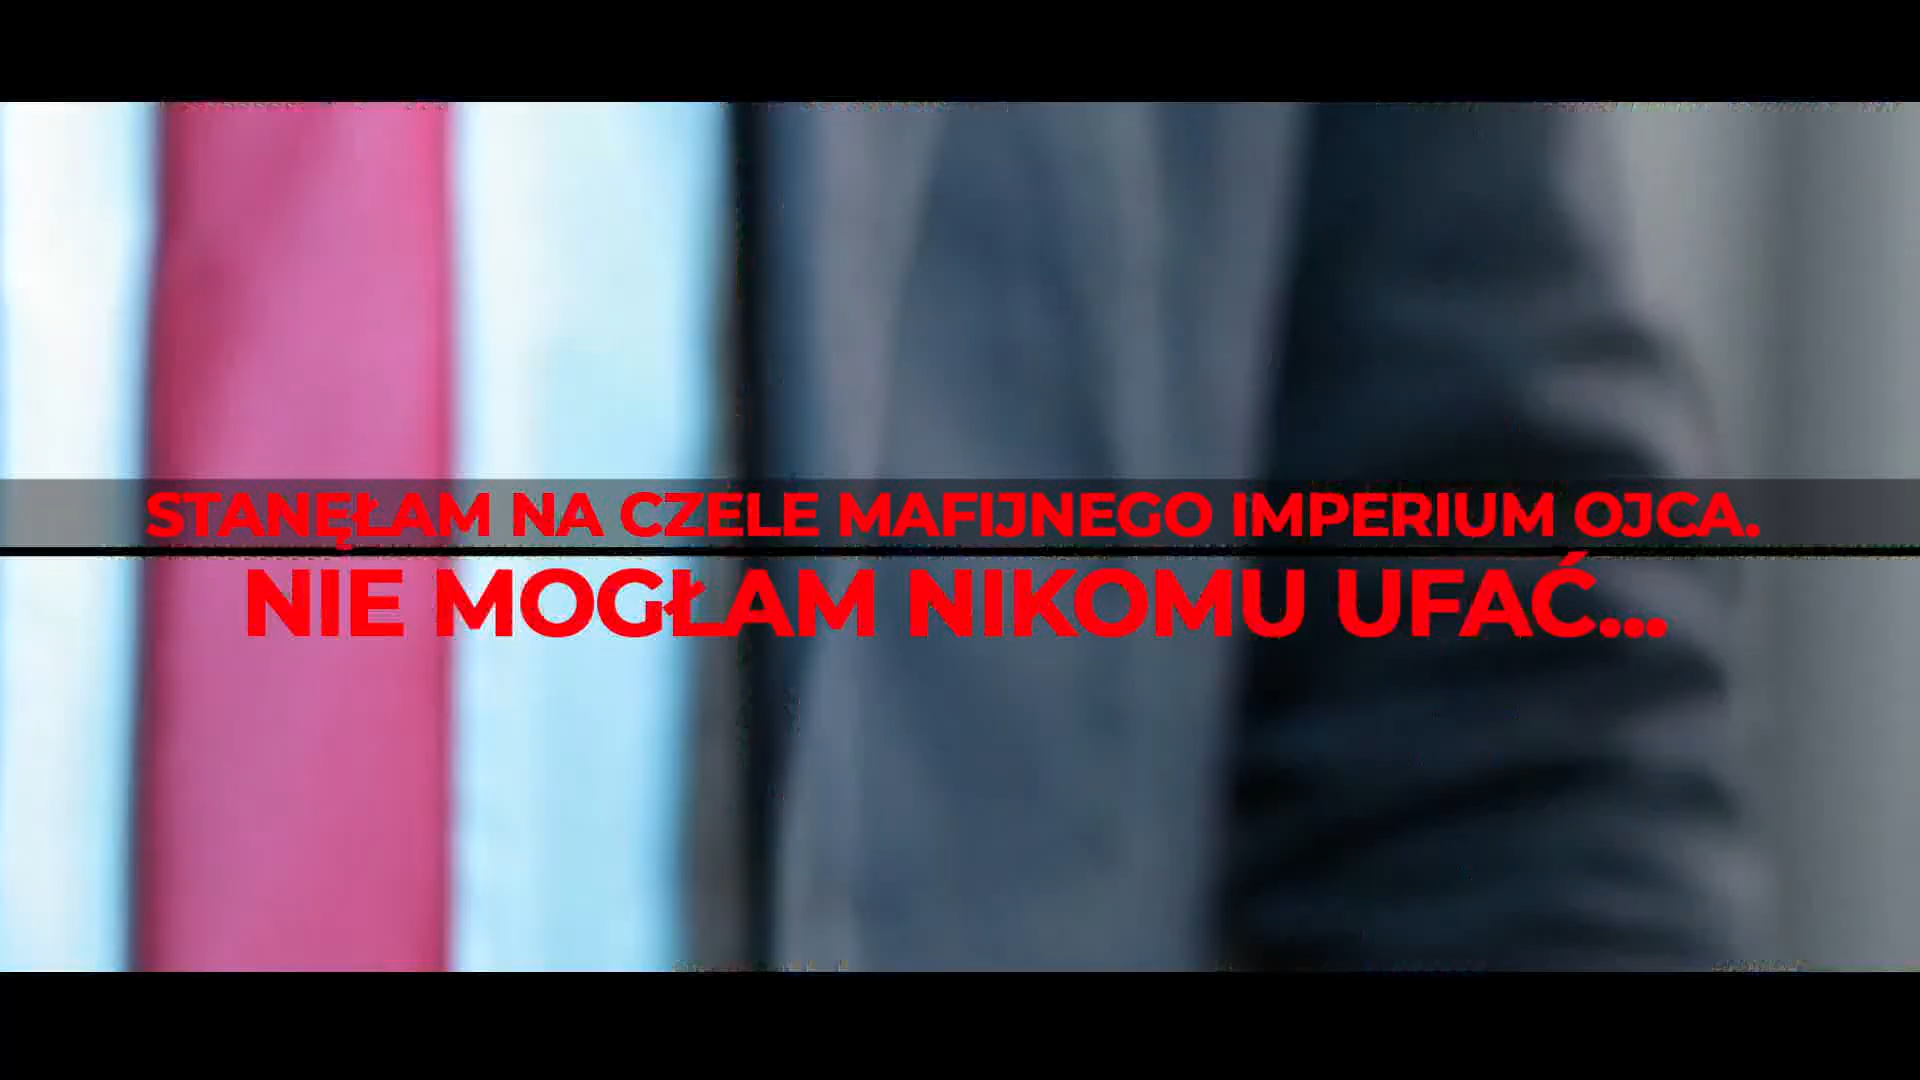 STANĘŁAM NA CZELE MAFIJNEGO IMPERIUM OJCA.
NIE MOGŁAM NIKOMU UFAĆ...